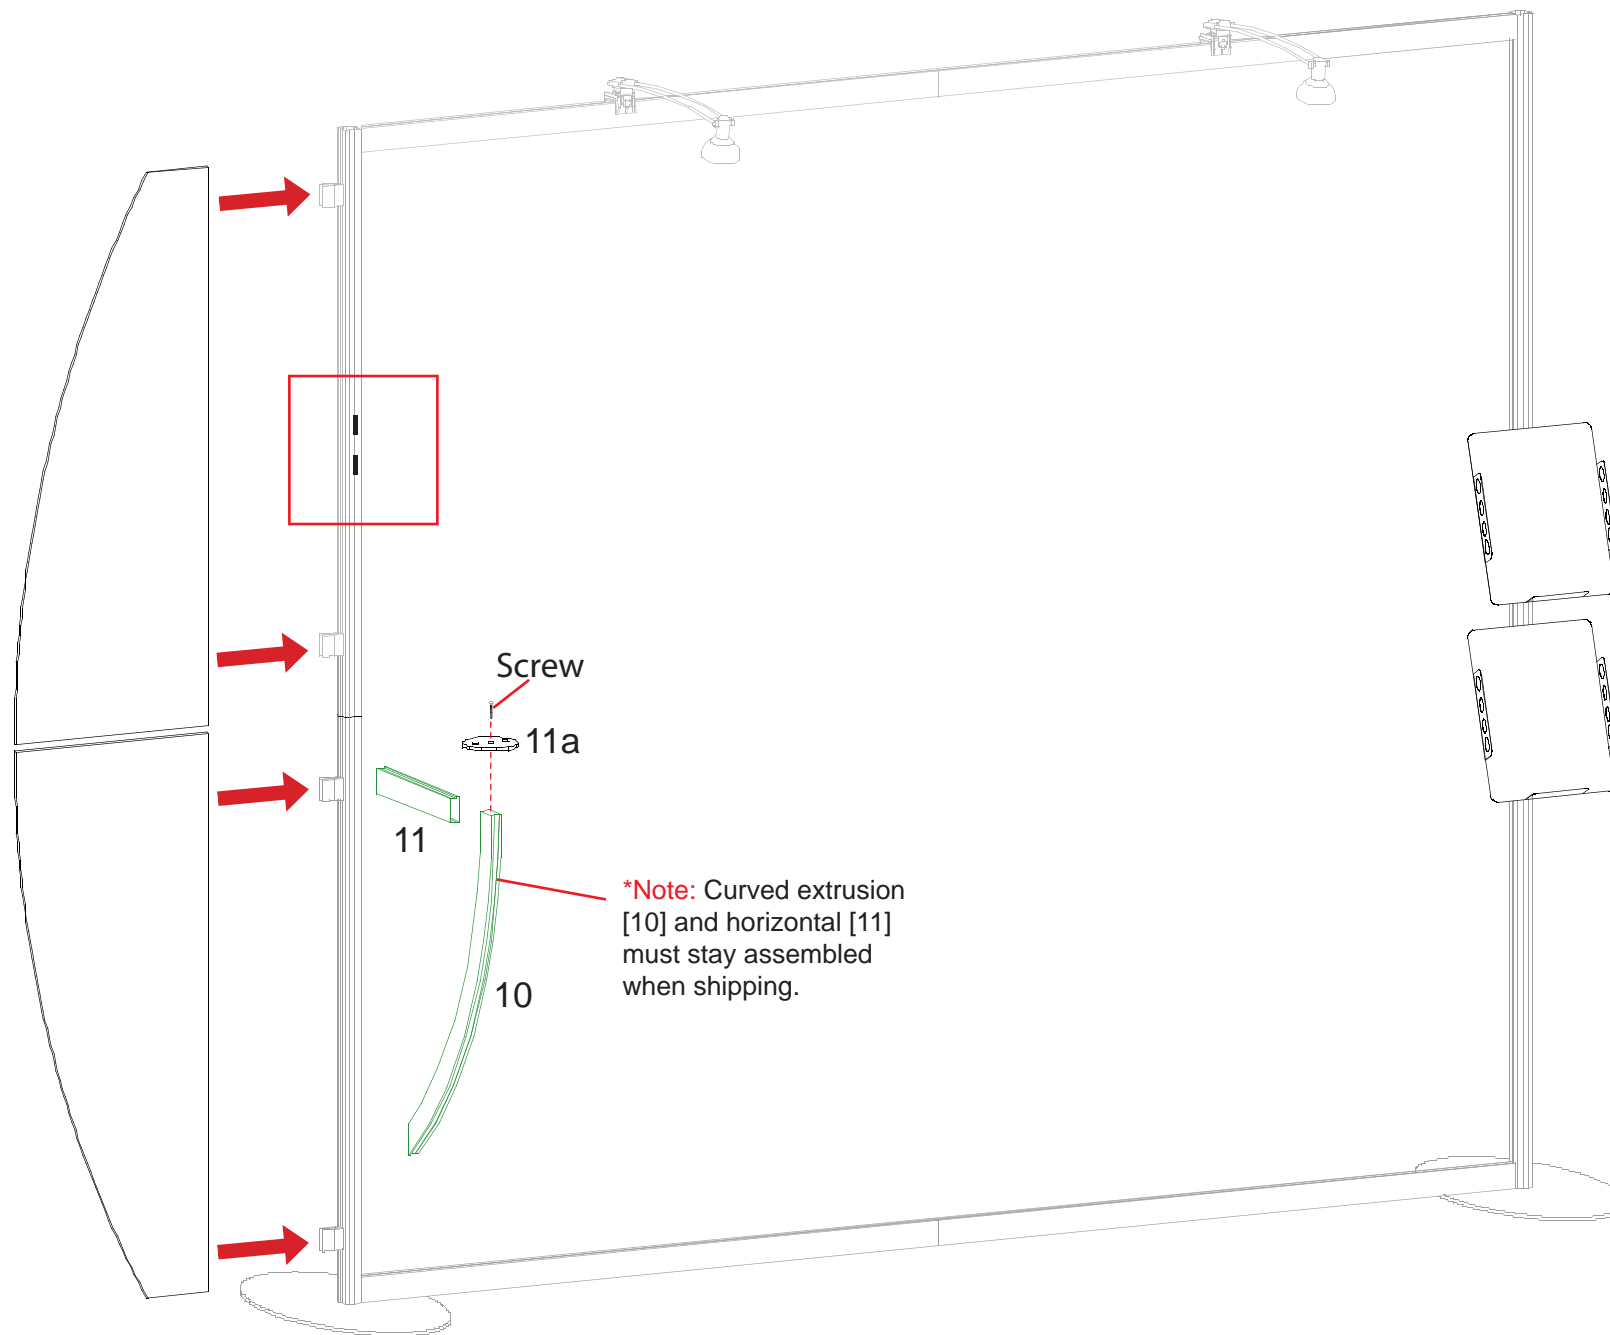 Screw
11a
11
*Note: Curved extrusion
[10] and horizontal [11]
must stay assembled
when shipping.
10